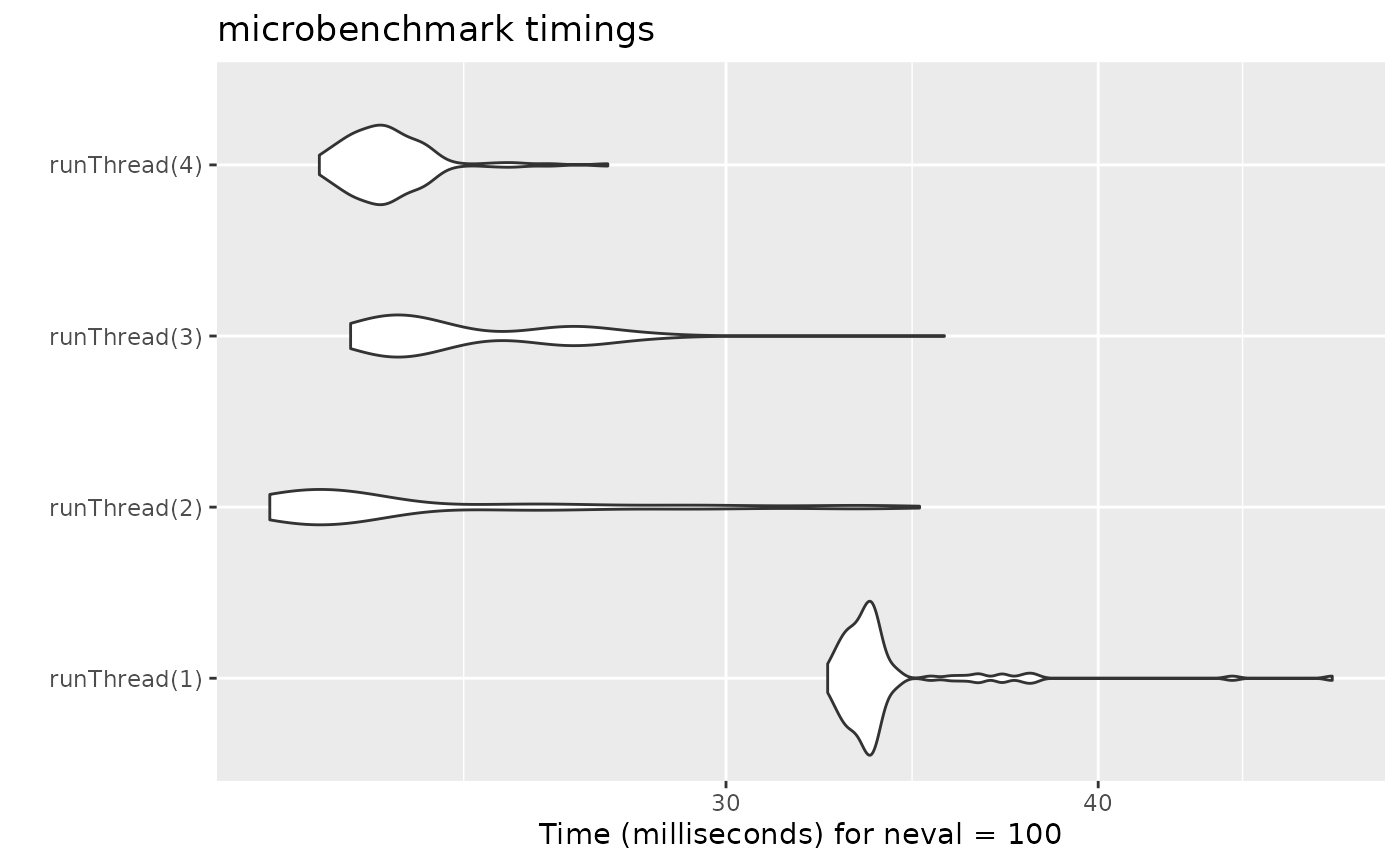 microbenchmark timings
runThread(4)
runThread(3)
runThread(2)
runThread(1)
30 40
Time (milliseconds) for neval = 100